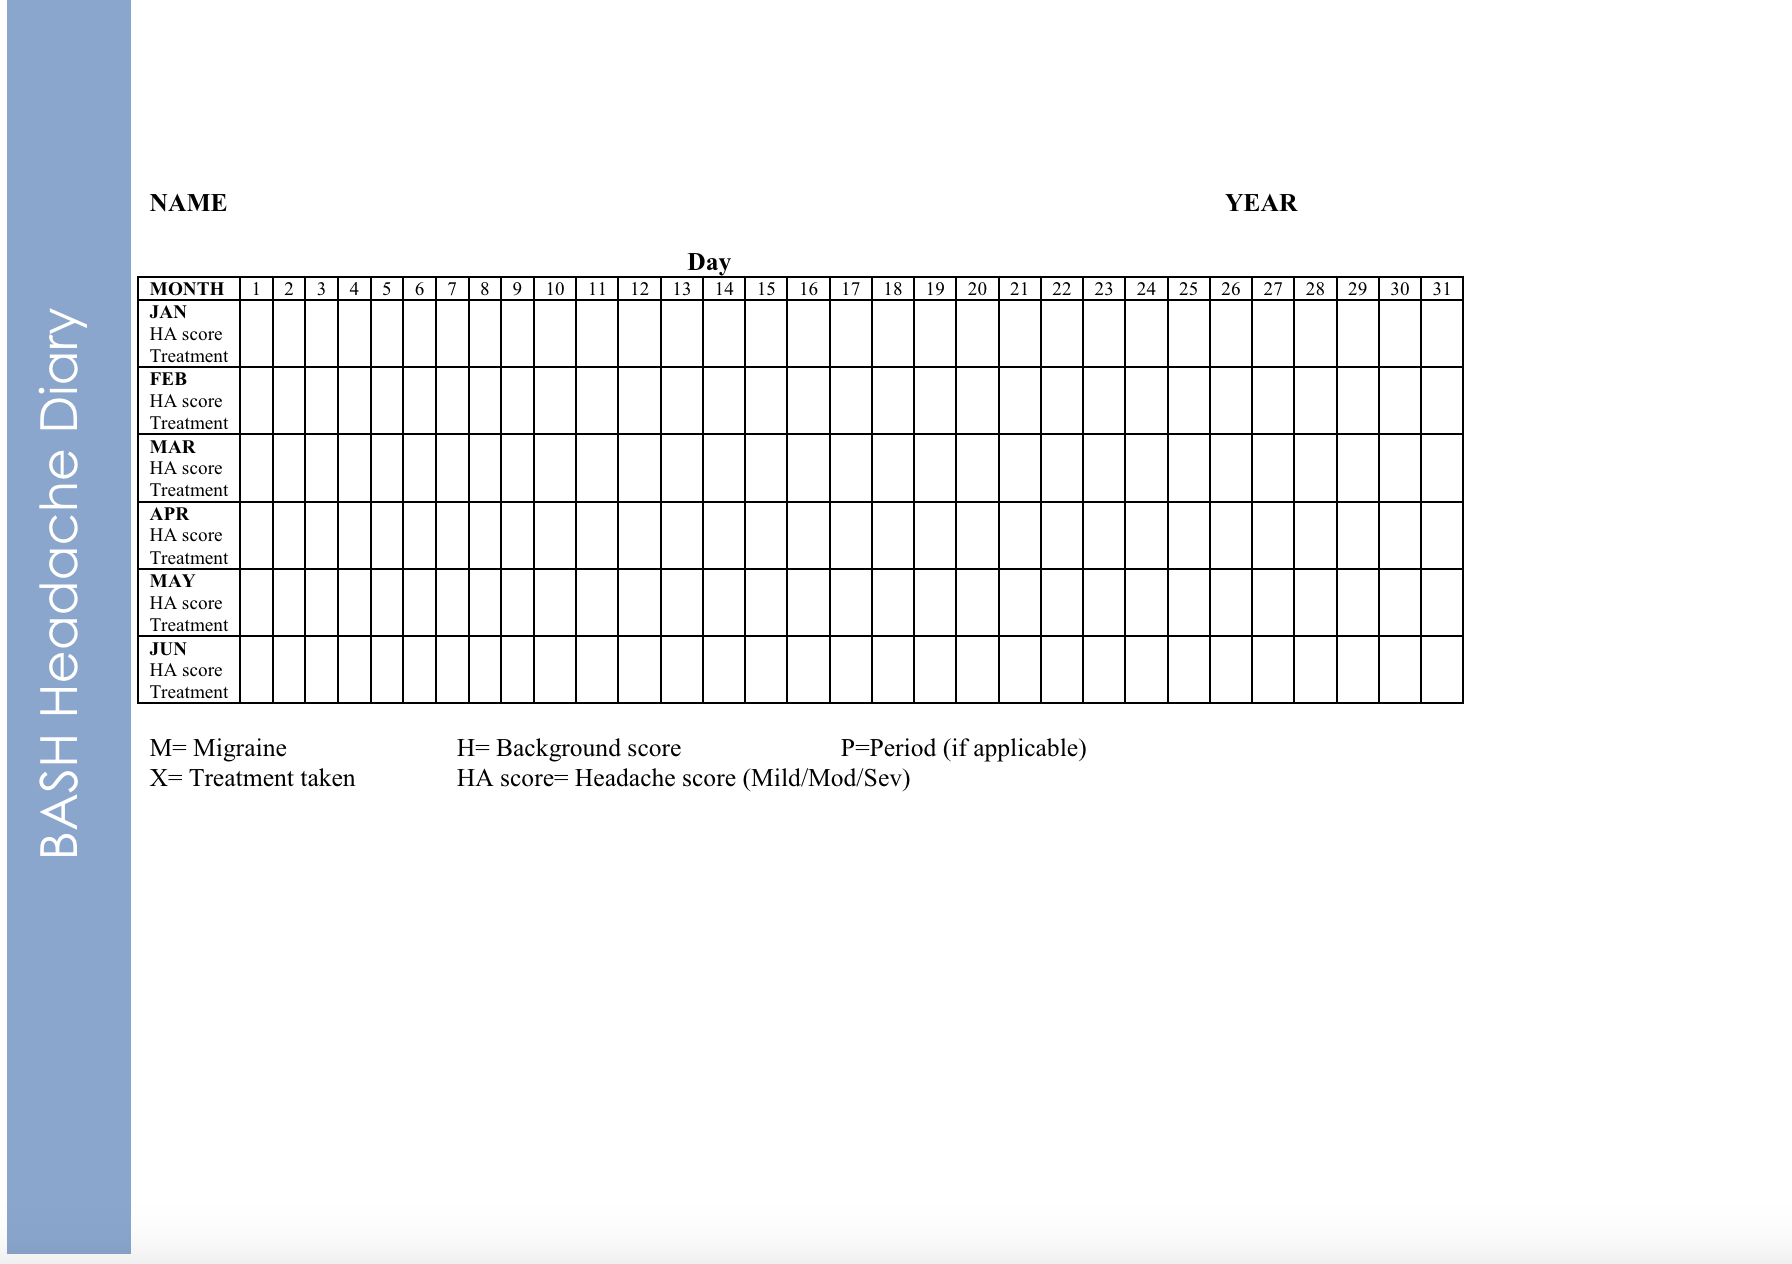 BASH Headache Diary
NAME YEAR
Day
MONTH 1 2 3 4 5 6 7 8 9 10 11 12 13 14 15 16 17 18 19 20 21 22 23 24 25 26 27 28 29 30 31
JAN
HA score
Treatment
FEB
HA score
Treatment
MAR
HA score
Treatment
APR
HA score
Treatment
MAY
HA score
Treatment
JUN
HA score
Treatment
M= Migraine H= Background score P=Period (if applicable)
X= Treatment taken HA score= Headache score (Mild/Mod/Sev)